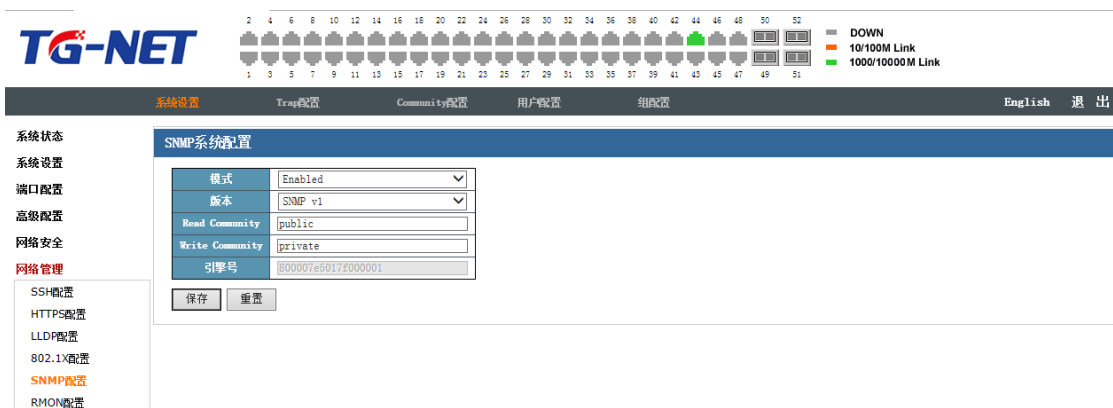 2 4 6 8 10 12 14 16 18 20 22 24 26 28 30 32 34 36 38 40 42 44 46 48 50 52
TG-NET
DOWN
10/100M Link
1000/10000M Link
1 3 5 7 9 11 13 15 17 19 21 23 25 27 29 31 33 35 37 39 41 43 45 47 49 51
系统设置 Trap配置 Community配置 用户配置 组配置 English 退 出
系统状态
系统设置
端口配置
高级配置
网络安全
网络管理
SSH配置
HTTPS配置
LLDP配置
802.1X配置
SNMP配置
RMON配置
SNMP系统配置
模式 Enabled
版本 SNMP v1
Read Community public
Write Community private
引擎号 800007e5017f000001
保存 重置